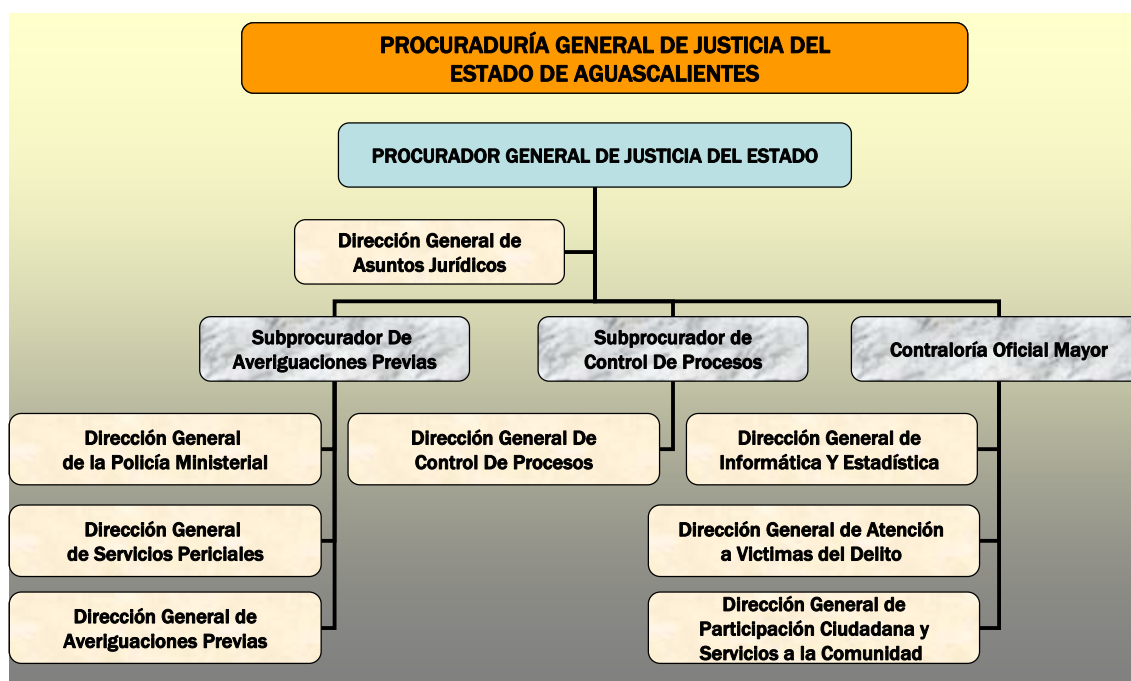 PROCURADURÍA GENERAL DE JUSTICIA DEL
ESTADO DE AGUASCALIENTES
PROCURADOR GENERAL DE JUSTICIA DEL ESTADO
Dirección General de
Asuntos Jurídicos
Subprocurador De
Averiguaciones Previas
Subprocurador de
Control De Procesos
Contraloría Oficial Mayor
Dirección General
de la Policía Ministerial
Dirección General De
Control De Procesos
Dirección General de
Informática Y Estadística
Dirección General
de Servicios Periciales
Dirección General de Atención
a Victimas del Delito
Dirección General de
Averiguaciones Previas
Dirección General de
Participación Ciudadana y
Servicios a la Comunidad